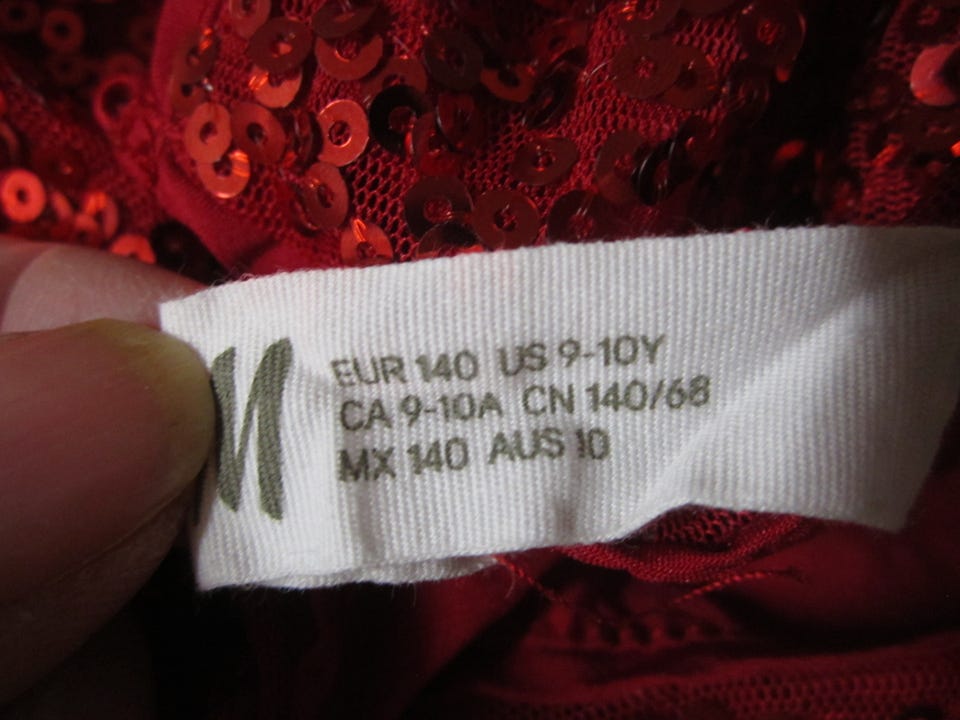 EUR 140 US 9-10Y
CA 9-10A CN 140/68
MX 140 AUS 10